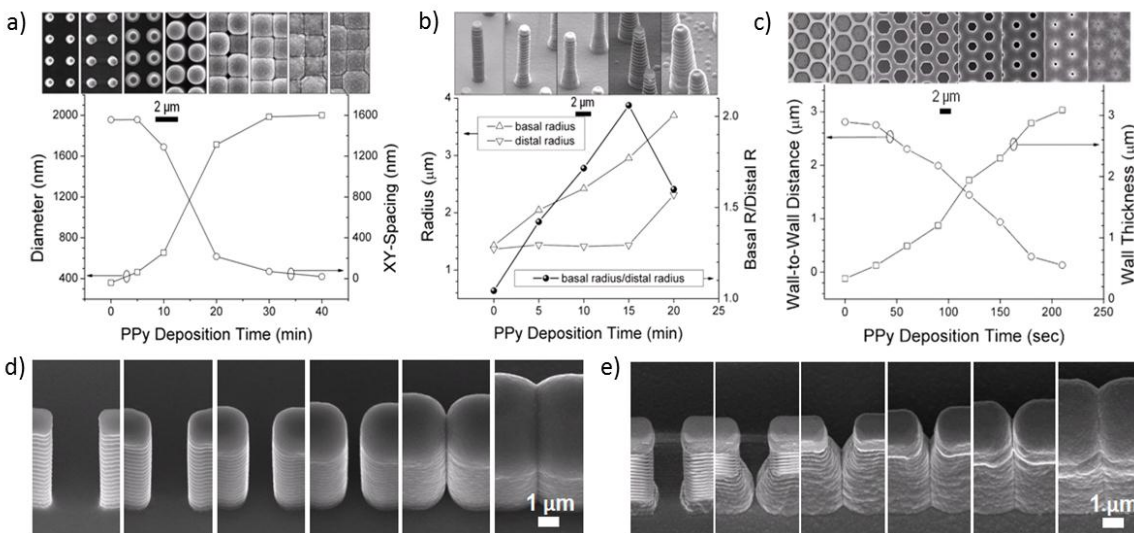 a)
2 μm
2000
1600
1200
800
400
Diameter (nm)
1600
1400
1200
1000
800
600
400
200
0
XY-Spacing (nm)
0 10 20 30 40
PPy Deposition Time (min)
b)
2 μm
4
3
2
1
Radius (μm)
basal radius
distal radius
basal radius/distal radius
2.0
1.5
1.0
Basal R/Distal R
0 5 10 15 20 25
PPy Deposition Time (min)
c)
2 μm
3
2
1
0
Wall-to-Wall Distance (μm)
3
2
1
0
Wall Thickness (μm)
0 50 100 150 200 250
PPy Deposition Time (sec)
d)
1 μm
e)
1 μm